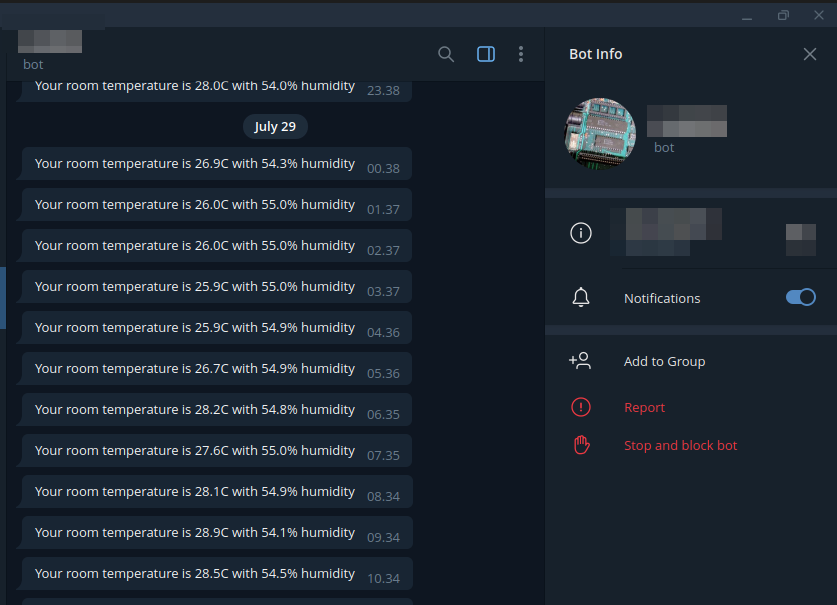 bot
Your room temperature is 28.0C with 54.0% humidity 23.38
July 29
Your room temperature is 26.9C with 54.3% humidity 00.38
Your room temperature is 26.0C with 55.0% humidity 01.37
Your room temperature is 26.0C with 55.0% humidity 02.37
Your room temperature is 25.9C with 55.0% humidity 03.37
Your room temperature is 25.9C with 54.9% humidity 04.36
Your room temperature is 26.7C with 54.9% humidity 05.36
Your room temperature is 28.2C with 54.8% humidity 06.35
Your room temperature is 27.6C with 55.0% humidity 07.35
Your room temperature is 28.1C with 54.9% humidity 08.34
Your room temperature is 28.9C with 54.1% humidity 09.34
Your room temperature is 28.5C with 54.5% humidity 10.34
Bot Info
bot
Notifications
Add to Group
Report
Stop and block bot